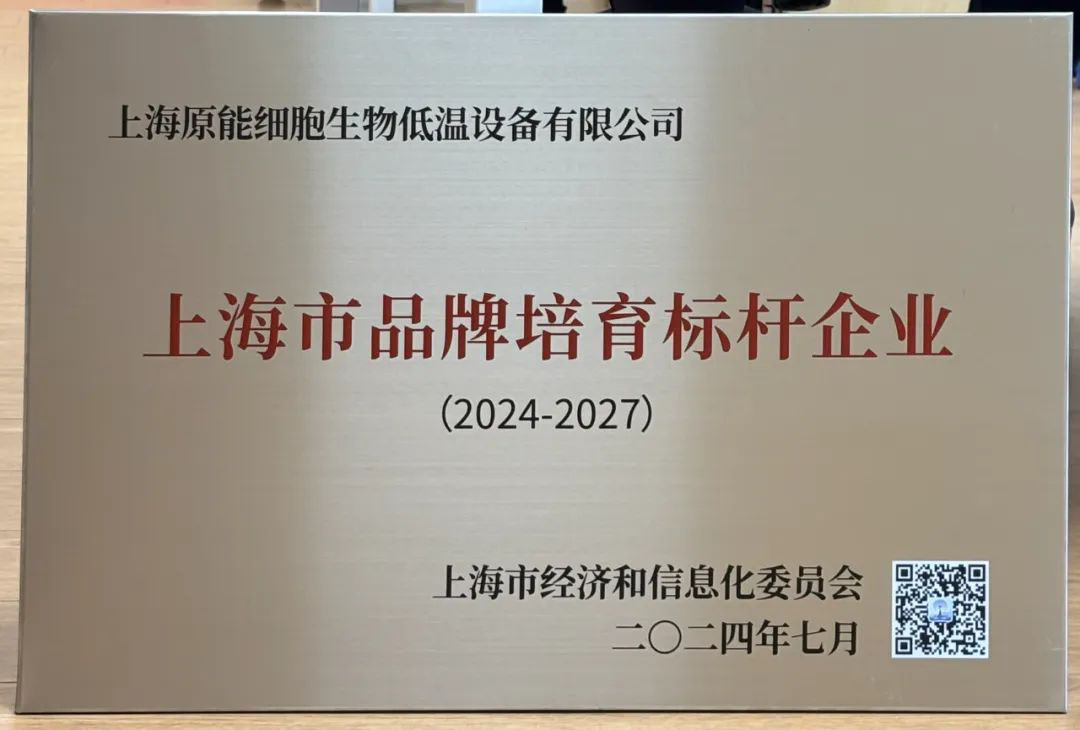 上海原能细胞生物低温设备有限公司
上海市品牌培育标杆企业
(2024-2027)
上海市经济和信息化委员会
二〇二四年七月